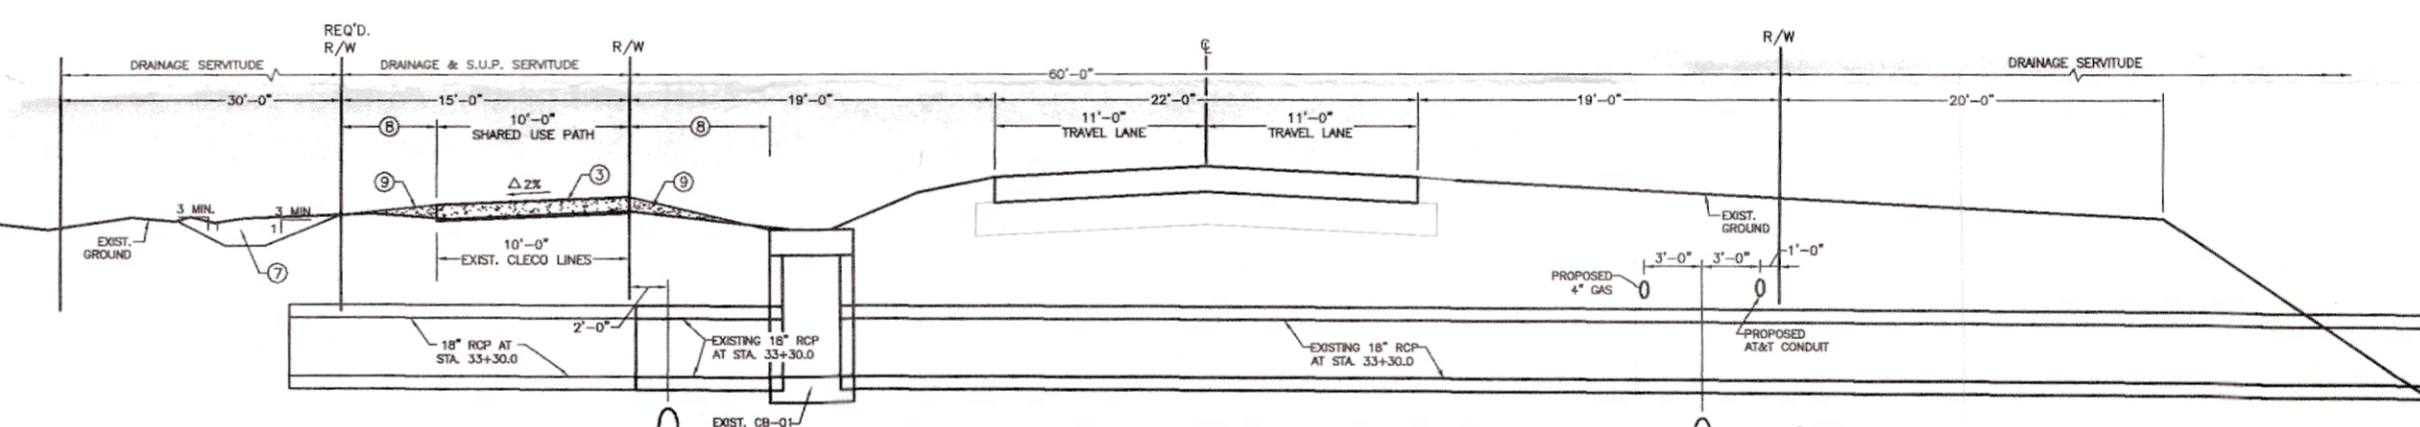 REQ'D.
R/W
R/W
℄
R/W
DRAINAGE SERVITUDE
DRAINAGE & S.U.P. SERVITUDE
60'-0"
DRAINAGE SERVITUDE
30'-0"
15'-0"
19'-0"
22'-0"
19'-0"
20'-0"
8
10'-0"
SHARED USE PATH
8
11'-0"
TRAVEL LANE
11'-0"
TRAVEL LANE
9
△ 2%
3
9
3 MIN.
1
3 MIN
1
EXIST.
GROUND
7
10'-0"
EXIST. CLECO LINES
EXIST.
GROUND
3'-0"
3'-0"
1'-0"
PROPOSED
4" GAS
2'-0"
18" RCP AT
STA. 33+30.0
EXISTING 18" RCP
AT STA. 33+30.0
EXISTING 18" RCP
AT STA. 33+30.0
PROPOSED
AT&T CONDUIT
EXIST. CB-01